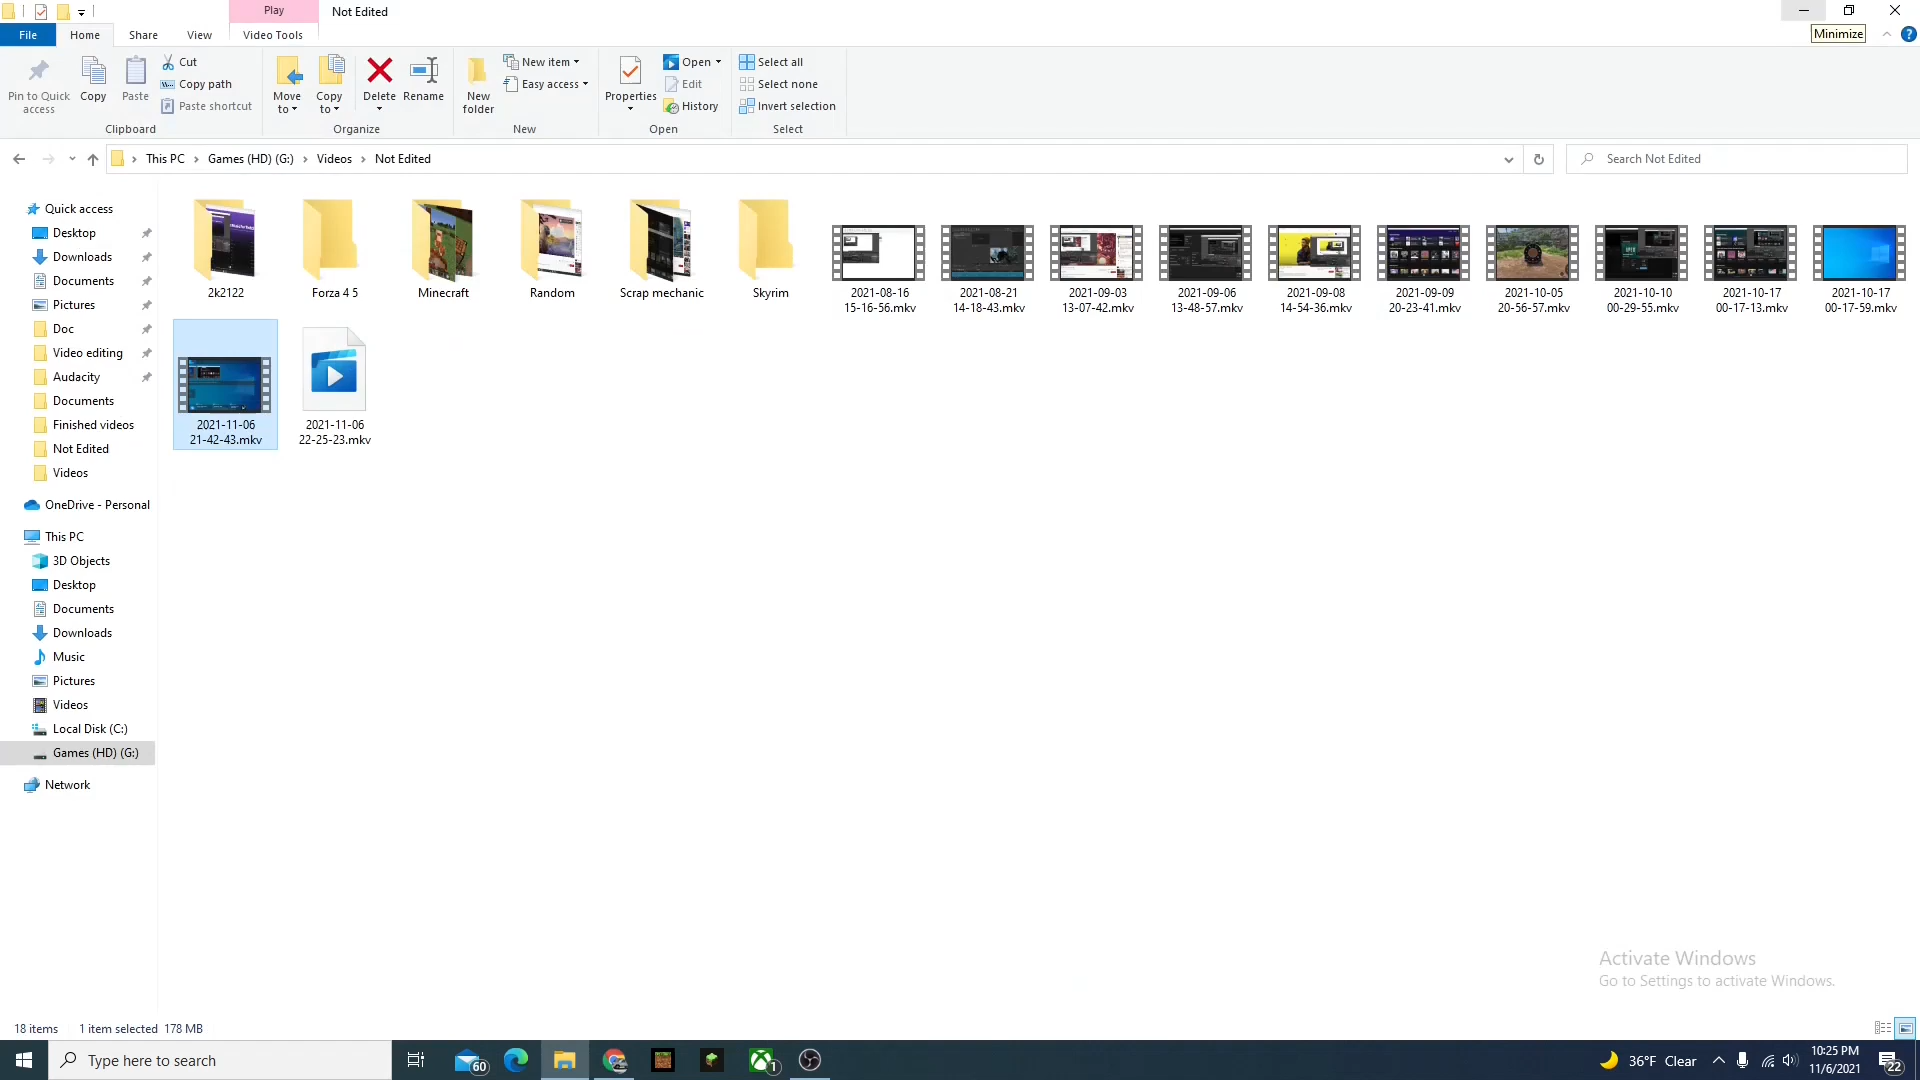 Play
Not Edited
File
Home
Share
View
Video Tools
Minimize
Pin to Quick access
Copy
Paste
Cut
Copy path
Paste shortcut
Clipboard
Move to
Copy to
Delete
Rename
Organize
New folder
New item
Easy access
New
Properties
Open
Edit
History
Open
Select all
Select none
Invert selection
Select
This PC
Games (HD) (G:)
Videos
Not Edited
Search Not Edited
Quick access
Desktop
Downloads
Documents
Pictures
Doc
Video editing
Audacity
Documents
Finished videos
Not Edited
Videos
OneDrive - Personal
This PC
3D Objects
Desktop
Documents
Downloads
Music
Pictures
Videos
Local Disk (C:)
Games (HD) (G:)
Network
2k2122
Forza 4 5
Minecraft
Random
Scrap mechanic
Skyrim
2021-08-16
15-16-56.mkv
2021-08-21
14-18-43.mkv
2021-09-03
13-07-42.mkv
2021-09-06
13-48-57.mkv
2021-09-08
14-54-36.mkv
2021-09-09
20-23-41.mkv
2021-10-05
20-56-57.mkv
2021-10-10
00-29-55.mkv
2021-10-17
00-17-13.mkv
2021-10-17
00-17-59.mkv
2021-11-06
21-42-43.mkv
2021-11-06
22-25-23.mkv
Activate Windows
Go to Settings to activate Windows.
18 items
1 item selected 178 MB
Type here to search
60
1
36°F Clear
10:25 PM
11/6/2021
22